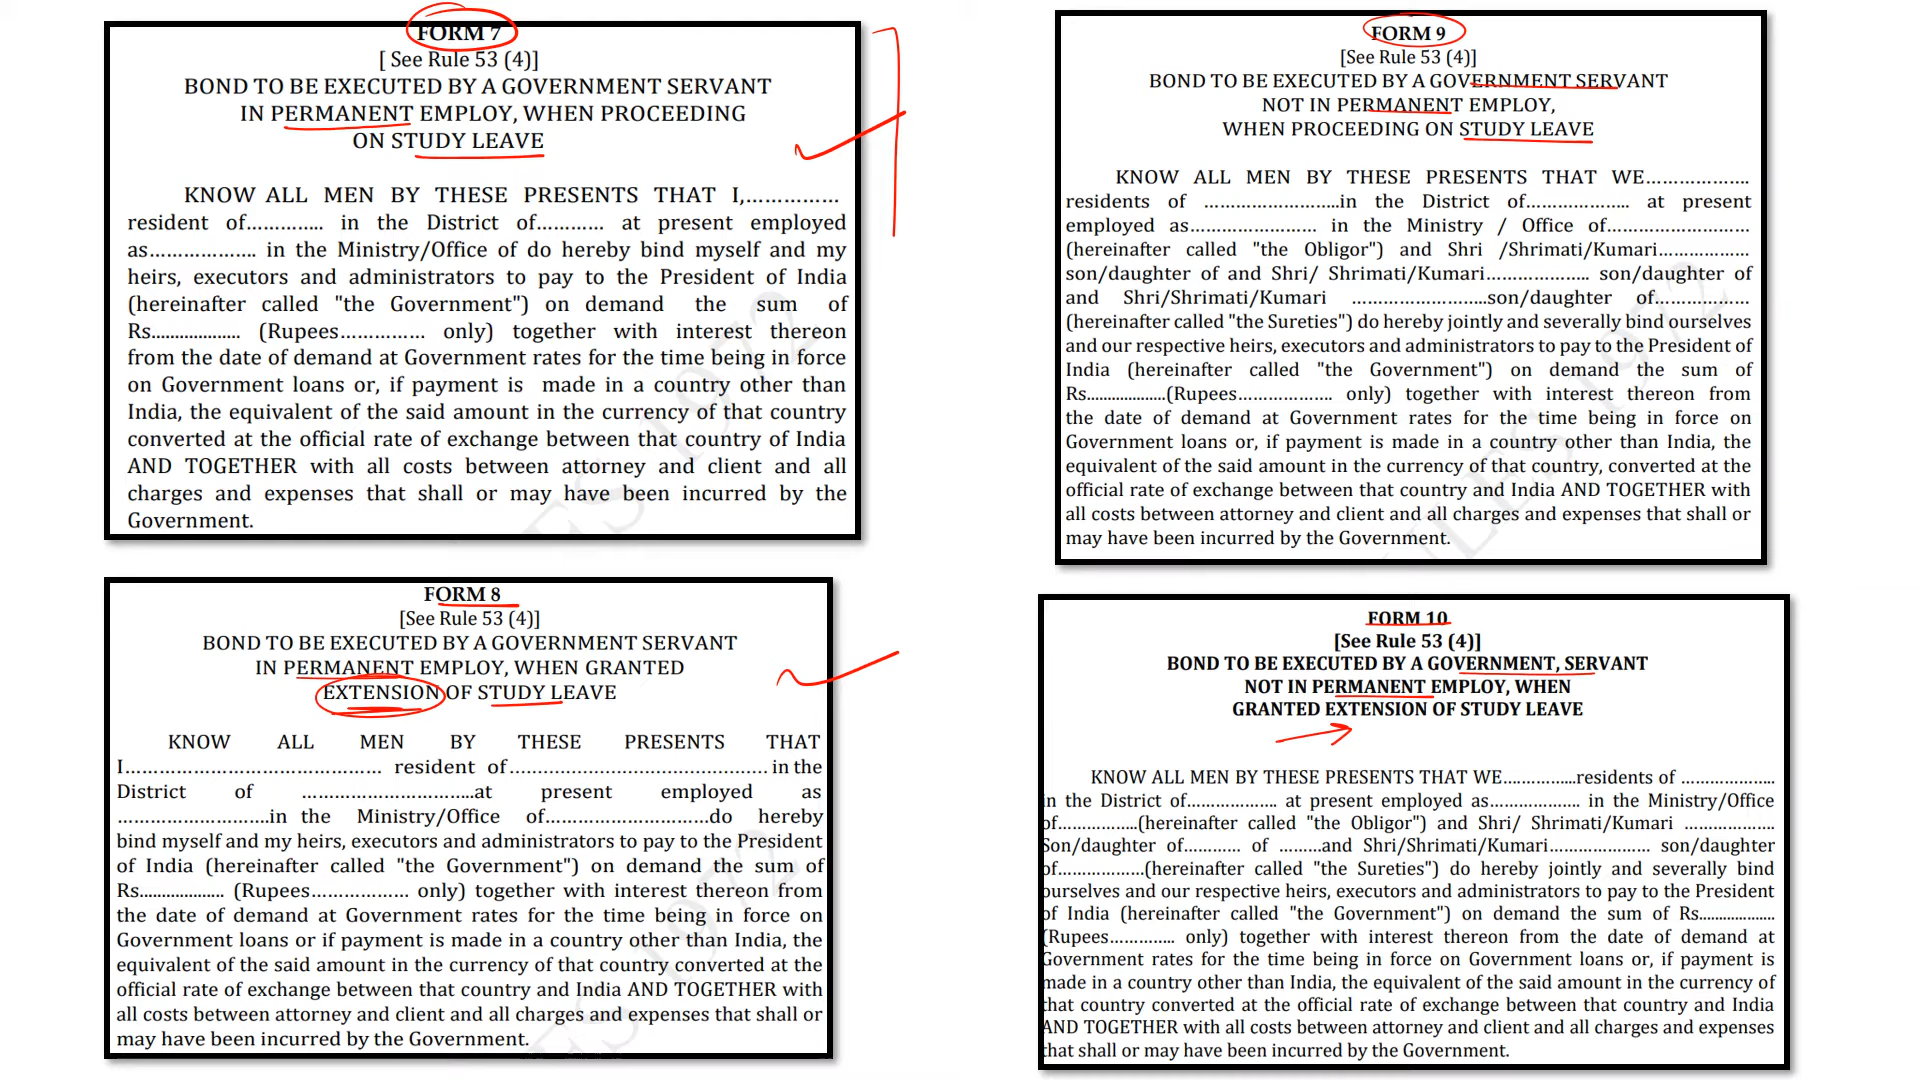 FORM 7
[ See Rule 53 (4)]
BOND TO BE EXECUTED BY A GOVERNMENT SERVANT
IN PERMANENT EMPLOY, WHEN PROCEEDING
ON STUDY LEAVE
KNOW ALL MEN BY THESE PRESENTS THAT I,……………
resident of………….. in the District of………… at present employed
as………………. in the Ministry/Office of do hereby bind myself and my
heirs, executors and administrators to pay to the President of India
(hereinafter called "the Government") on demand the sum of
Rs................... (Rupees…………… only) together with interest thereon
from the date of demand at Government rates for the time being in force
on Government loans or, if payment is made in a country other than
India, the equivalent of the said amount in the currency of that country
converted at the official rate of exchange between that country of India
AND TOGETHER with all costs between attorney and client and all
charges and expenses that shall or may have been incurred by the
Government.
FORM 8
[See Rule 53 (4)]
BOND TO BE EXECUTED BY A GOVERNMENT SERVANT
IN PERMANENT EMPLOY, WHEN GRANTED
EXTENSION OF STUDY LEAVE
KNOW ALL MEN BY THESE PRESENTS THAT
I…………………………………… resident of …………………………………… in the
District of ………………………..at present employed as
…………………….in the Ministry/Office of………………………do hereby
bind myself and my heirs, executors and administrators to pay to the President
of India (hereinafter called "the Government") on demand the sum of
Rs................... (Rupees……………… only) together with interest thereon from
the date of demand at Government rates for the time being in force on
Government loans or if payment is made in a country other than India, the
equivalent of the said amount in the currency of that country converted at the
official rate of exchange between that country and India AND TOGETHER with
all costs between attorney and client and all charges and expenses that shall or
may have been incurred by the Government.
FORM 9
[See Rule 53 (4)]
BOND TO BE EXECUTED BY A GOVERNMENT SERVANT
NOT IN PERMANENT EMPLOY,
WHEN PROCEEDING ON STUDY LEAVE
KNOW ALL MEN BY THESE PRESENTS THAT WE……………….
residents of …………………..in the District of…………….. at present
employed as………………… in the Ministry / Office of……………………
(hereinafter called "the Obligor") and Shri /Shrimati/Kumari……………
son/daughter of and Shri/ Shrimati/Kumari…………….. son/daughter of
and Shri/Shrimati/Kumari …………………..son/daughter of……………
(hereinafter called "the Sureties") do hereby jointly and severally bind ourselves
and our respective heirs, executors and administrators to pay to the President of
India (hereinafter called "the Government") on demand the sum of
Rs...................(Rupees……………. only) together with interest thereon from
the date of demand at Government rates for the time being in force on
Government loans or, if payment is made in a country other than India, the
equivalent of the said amount in the currency of that country, converted at the
official rate of exchange between that country and India AND TOGETHER with
all costs between attorney and client and all charges and expenses that shall or
may have been incurred by the Government.
FORM 10
[See Rule 53 (4)]
BOND TO BE EXECUTED BY A GOVERNMENT, SERVANT
NOT IN PERMANENT EMPLOY, WHEN
GRANTED EXTENSION OF STUDY LEAVE
KNOW ALL MEN BY THESE PRESENTS THAT WE…………..residents of ……………..
in the District of…………….. at present employed as…………….. in the Ministry/Office
of…………..(hereinafter called "the Obligor") and Shri/ Shrimati/Kumari ……………..
Son/daughter of………… of ………and Shri/Shrimati/Kumari……………… son/daughter
of……………(hereinafter called "the Sureties") do hereby jointly and severally bind
ourselves and our respective heirs, executors and administrators to pay to the President
of India (hereinafter called "the Government") on demand the sum of Rs...................
(Rupees………….. only) together with interest thereon from the date of demand at
Government rates for the time being in force on Government loans or, if payment is
made in a country other than India, the equivalent of the said amount in the currency of
that country converted at the official rate of exchange between that country and India
AND TOGETHER with all costs between attorney and client and all charges and expenses
that shall or may have been incurred by the Government.